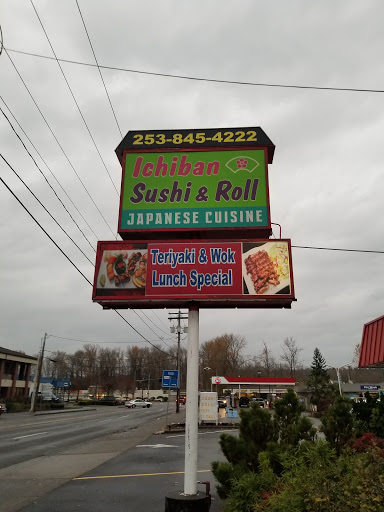 253-845-4222
Ichiban
Sushi & Roll
JAPANESE CUISINE
Teriyaki & Wok
Lunch Special